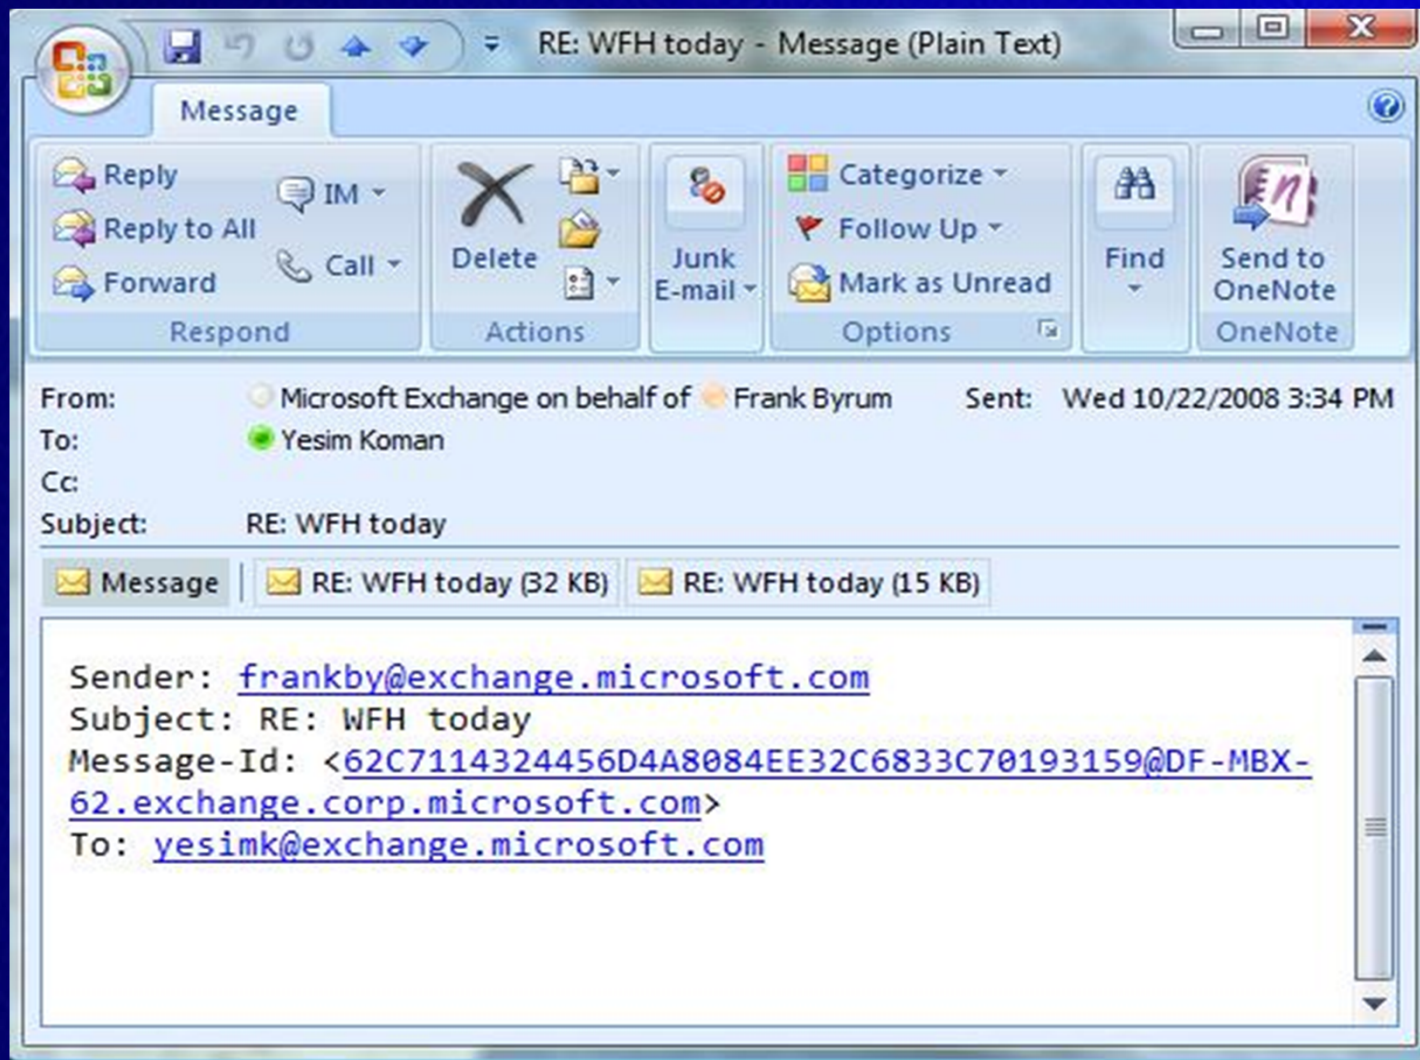 RE: WFH today - Message (Plain Text)
Message
Reply
Reply to All
Forward
IM
Call
Respond
Delete
Actions
Junk
E-mail
Categorize
Follow Up
Mark as Unread
Options
Find
Send to
OneNote
OneNote
From: Microsoft Exchange on behalf of Frank Byrum Sent: Wed 10/22/2008 3:34 PM
To: Yesim Koman
Cc:
Subject: RE: WFH today
Message RE: WFH today (32 KB) RE: WFH today (15 KB)
Sender: frankby@exchange.microsoft.com
Subject: RE: WFH today
Message-Id: <62C7114324456D4A8084EE32C6833C70193159@DF-MBX-
62.exchange.corp.microsoft.com>
To: yesimk@exchange.microsoft.com